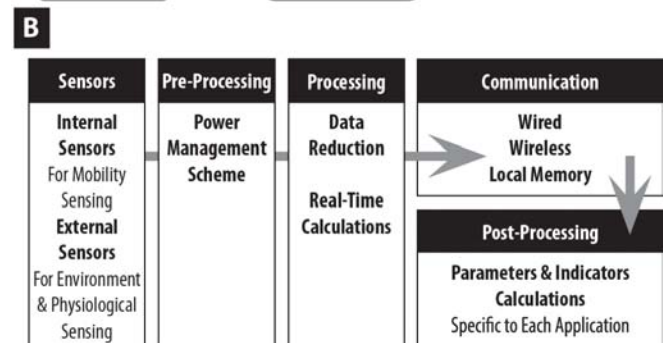 B
Sensors
Internal
Sensors
For Mobility
Sensing
External
Sensors
For Environment
& Physiological
Sensing
Pre-Processing
Power
Management
Scheme
Processing
Data
Reduction
Real-Time
Calculations
Communication
Wired
Wireless
Local Memory
Post-Processing
Parameters & Indicators
Calculations
Specific to Each Application